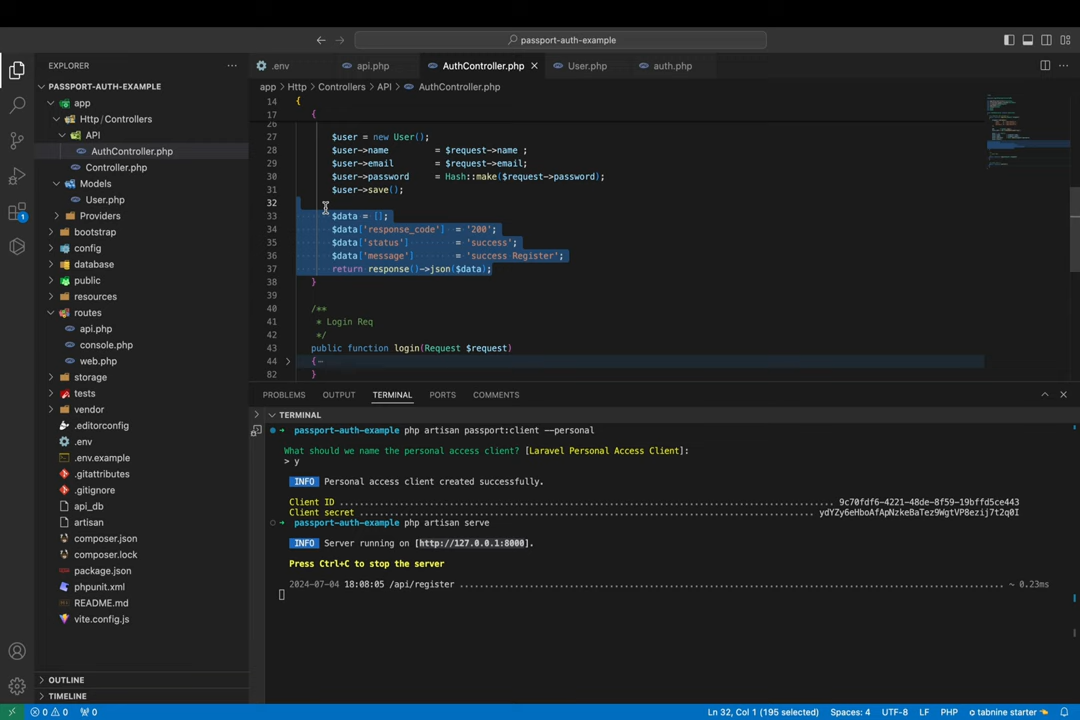 passport-auth-example
EXPLORER
PASSPORT-AUTH-EXAMPLE
app
Http / Controllers
API
AuthController.php
Controller.php
Models
User.php
Providers
bootstrap
config
database
public
resources
routes
api.php
console.php
web.php
storage
tests
vendor
.editorconfig
.env
.env.example
.gitattributes
.gitignore
api_db
artisan
composer.json
composer.lock
package.json
phpunit.xml
README.md
vite.config.js
OUTLINE
TIMELINE
.env
api.php
AuthController.php
User.php
auth.php
app > Http > Controllers > API > AuthController.php
14 {
17 {
26
27 $user = new User();
28 $user->name = $request->name ;
29 $user->email = $request->email;
30 $user->password = Hash::make($request->password);
31 $user->save();
32
33 $data = [];
34 $data['response_code'] = '200';
35 $data['status'] = 'success';
36 $data['message'] = 'success Register';
37 return response()->json($data);
38 }
39
40 /**
41 * Login Req
42 */
43 public function login(Request $request)
44 {
82 }
PROBLEMS OUTPUT TERMINAL PORTS COMMENTS
TERMINAL
passport-auth-example php artisan passport:client --personal
What should we name the personal access client? [Laravel Personal Access Client]:
> y
INFO Personal access client created successfully.
Client ID ... 9c70fdf6-4221-48de-8f59-19bffd5ce443
Client secret ... ydYZy6eHboAfApNzkeBaTez9WgtVP8ezij7t2q0I
passport-auth-example php artisan serve
INFO Server running on [http://127.0.0.1:8000].
Press Ctrl+C to stop the server
2024-07-04 18:08:05 /api/register ... ~ 0.23ms
1
0 0 0 Ln 32, Col 1 (195 selected) Spaces: 4 UTF-8 LF PHP tabnine starter